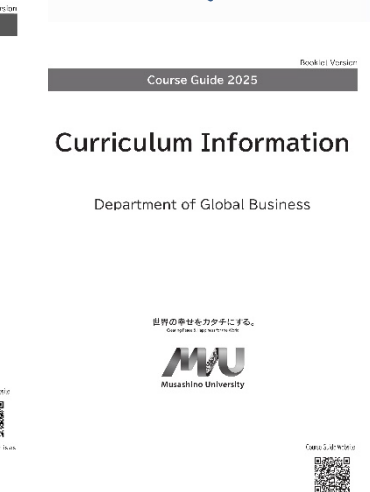 Booklet Version
Course Guide 2025
Curriculum Information
Department of Global Business
世界の幸せをカタチにする。
MU
Musashino University
Course Guide Website